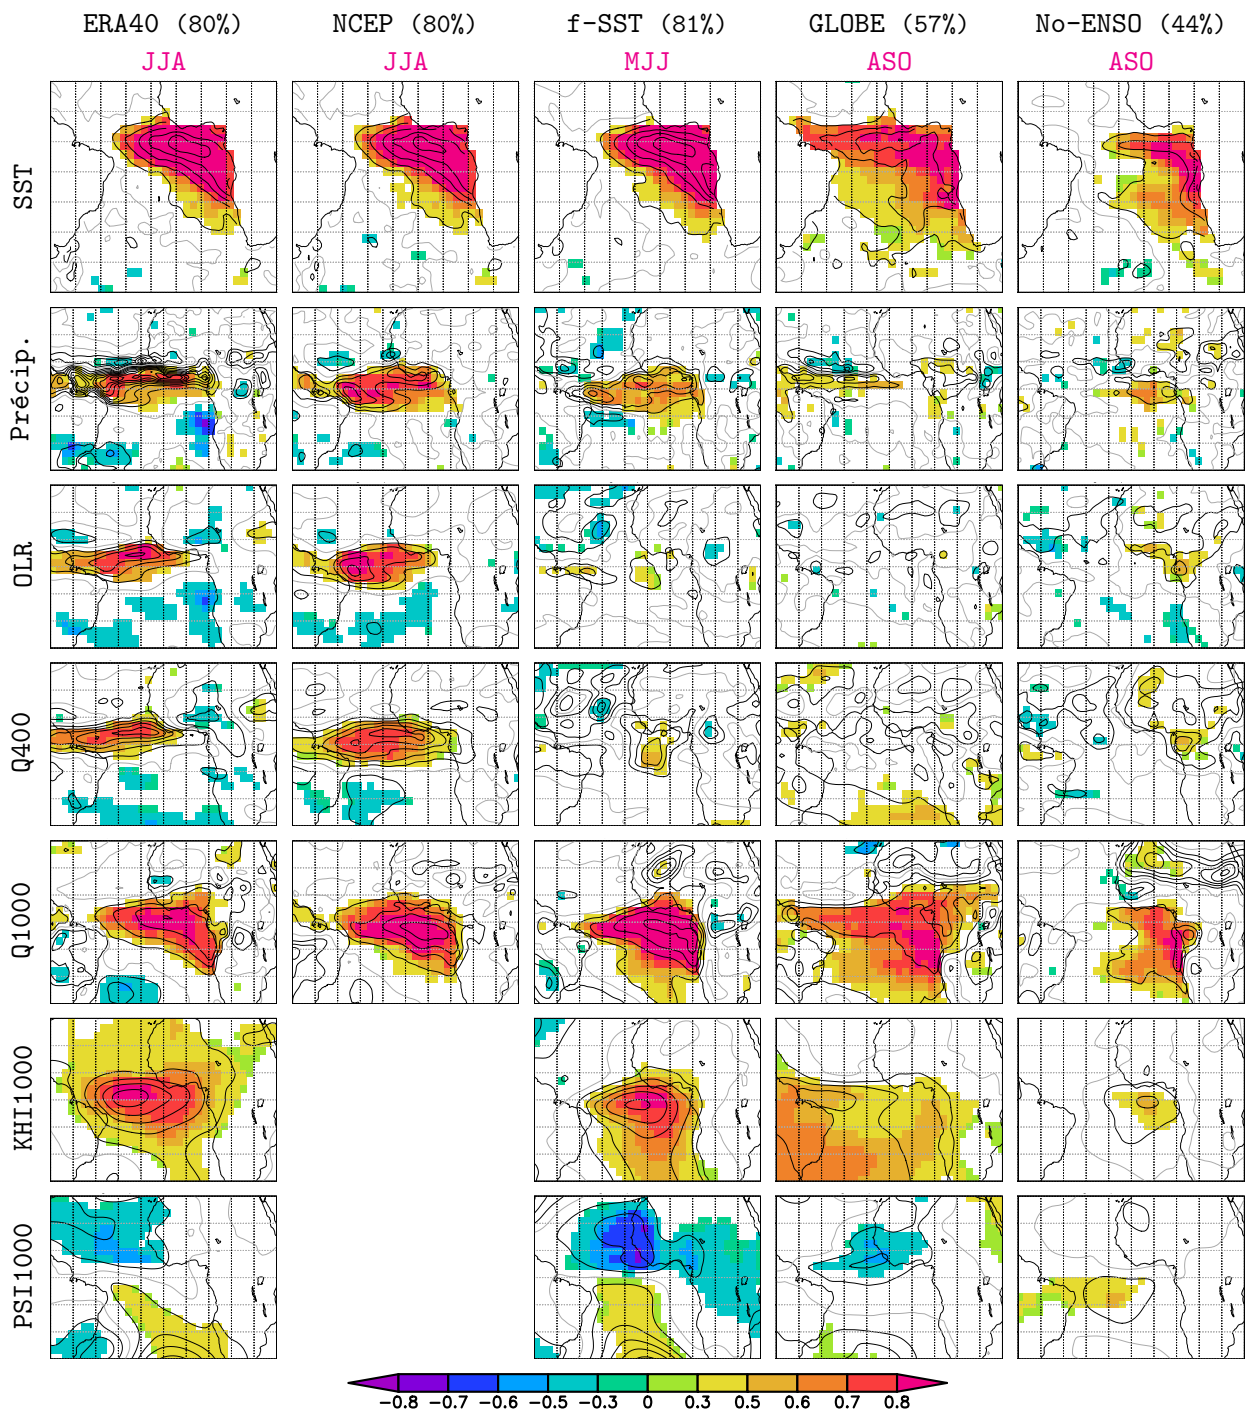 ERA40 (80%) NCEP (80%) f-SST (81%) GLOBE (57%) No-ENSO (44%)
JJA JJA MJJ ASO ASO
SST
Précip.
OLR
Q400
Q1000
KHI1000
PSI1000
-0.8 -0.7 -0.6 -0.5 -0.3 0 0.3 0.5 0.6 0.7 0.8